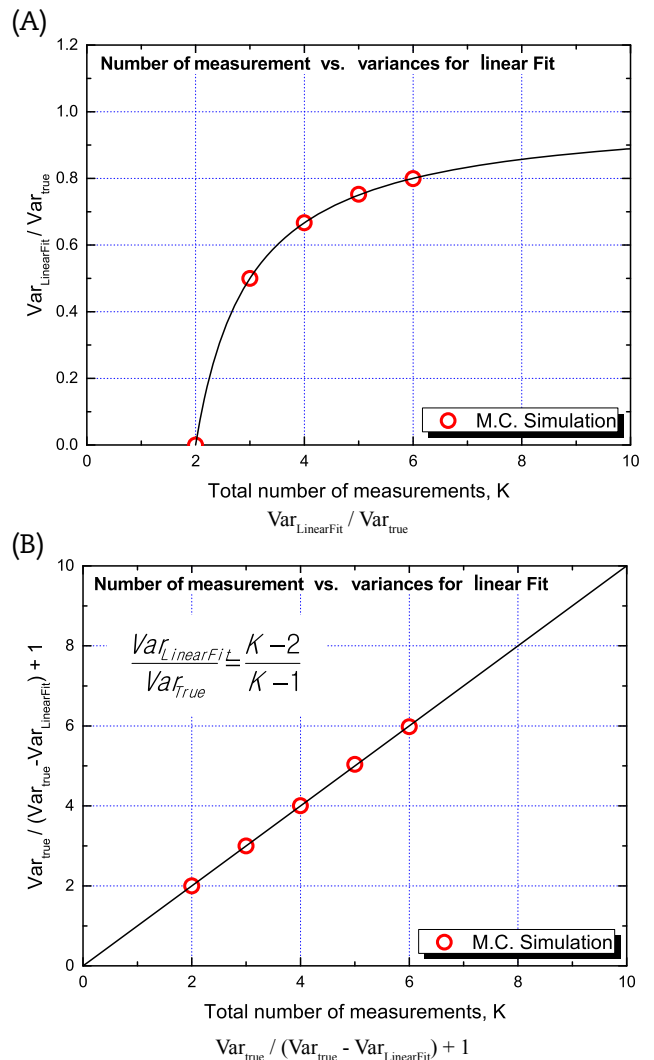 (A)
1.2
Number of measurement vs. variances for linear Fit
1.0
0.8
0.6
0.4
0.2
0.0
Var_LinearFit / Var_true
M.C. Simulation
0 2 4 6 8 10
Total number of measurements, K
Var_LinearFit / Var_true
(B)
10
Number of measurement vs. variances for linear Fit
Var_LinearFit / Var_True = K-2 / K-1
8
6
4
2
0
Var_true / (Var_true-Var_LinearFit) + 1
M.C. Simulation
0 2 4 6 8 10
Total number of measurements, K
Var_true / (Var_true - Var_LinearFit) + 1